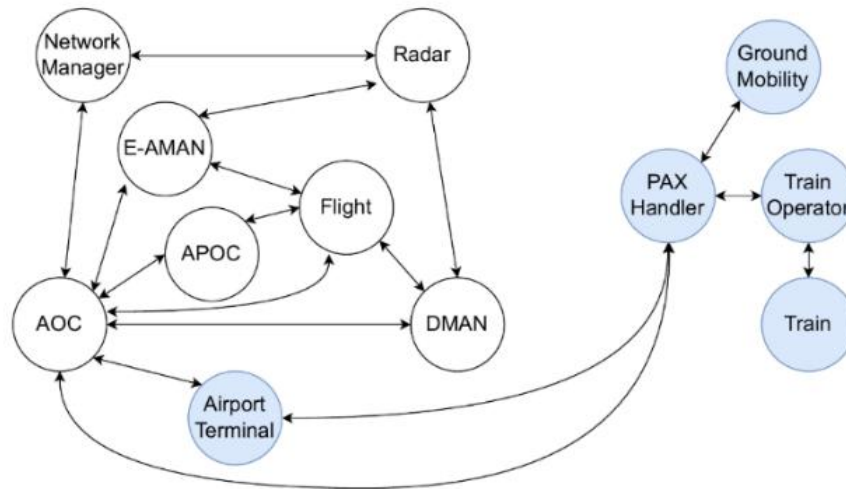 Network
Manager
Radar
Ground
Mobility
E-AMAN
PAX
Handler
Train
Operator
Flight
APOC
AOC
DMAN
Train
Airport
Terminal